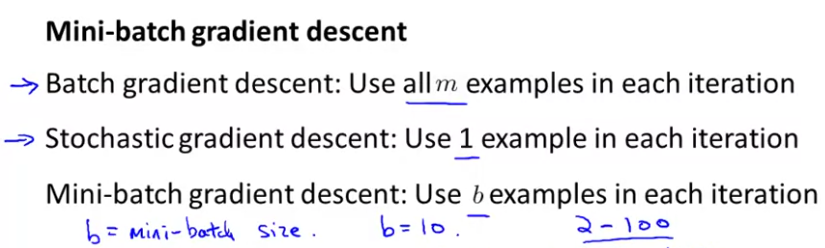 Mini-batch gradient descent
→ Batch gradient descent: Use all m examples in each iteration
→ Stochastic gradient descent: Use 1 example in each iteration
Mini-batch gradient descent: Use b examples in each iteration
b = mini-batch size. b = 10. 2 - 100